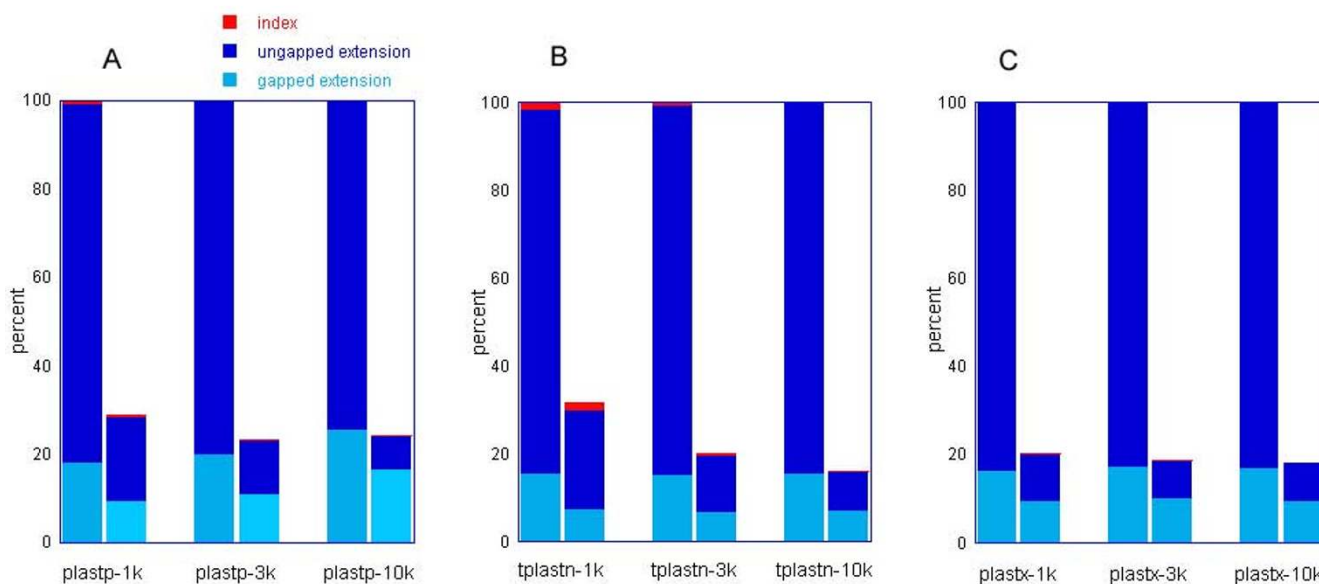 index
ungapped extension
gapped extension
A
100
80
60
40
20
0
percent
plastp-1k plastp-3k plastp-10k
B
100
80
60
40
20
0
percent
tplastn-1k tplastn-3k tplastn-10k
C
100
80
60
40
20
0
percent
plastx-1k plastx-3k plastx-10k